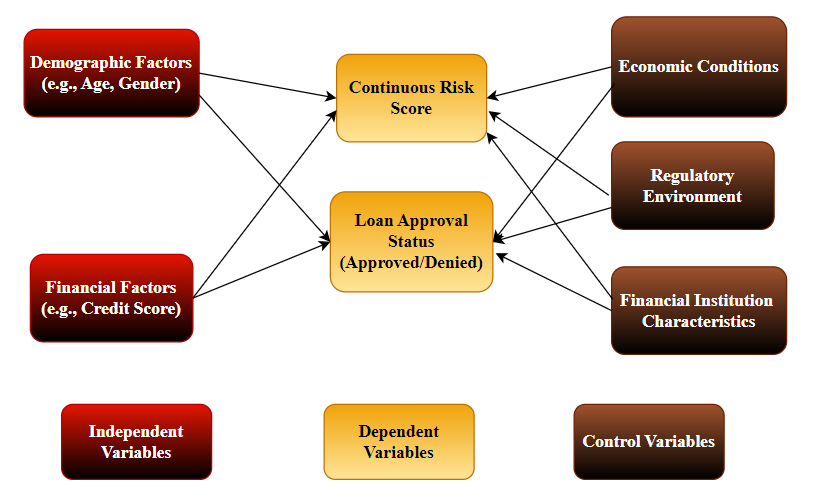 Demographic Factors
(e.g., Age, Gender)
Continuous Risk
Score
Economic Conditions
Regulatory
Environment
Loan Approval
Status
(Approved/Denied)
Financial Factors
(e.g., Credit Score)
Financial Institution
Characteristics
Independent
Variables
Dependent
Variables
Control Variables